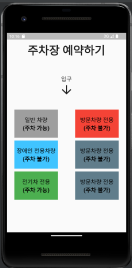 주차장 예약하기
입구
일반 차량
(주차 가능)
방문차량 전용
(주차 불가)
장애인 전용차량
(주차 불가)
방문차량 전용
(주차 불가)
전기차 전용
(주차 가능)
방문차량 전용
(주차 불가)